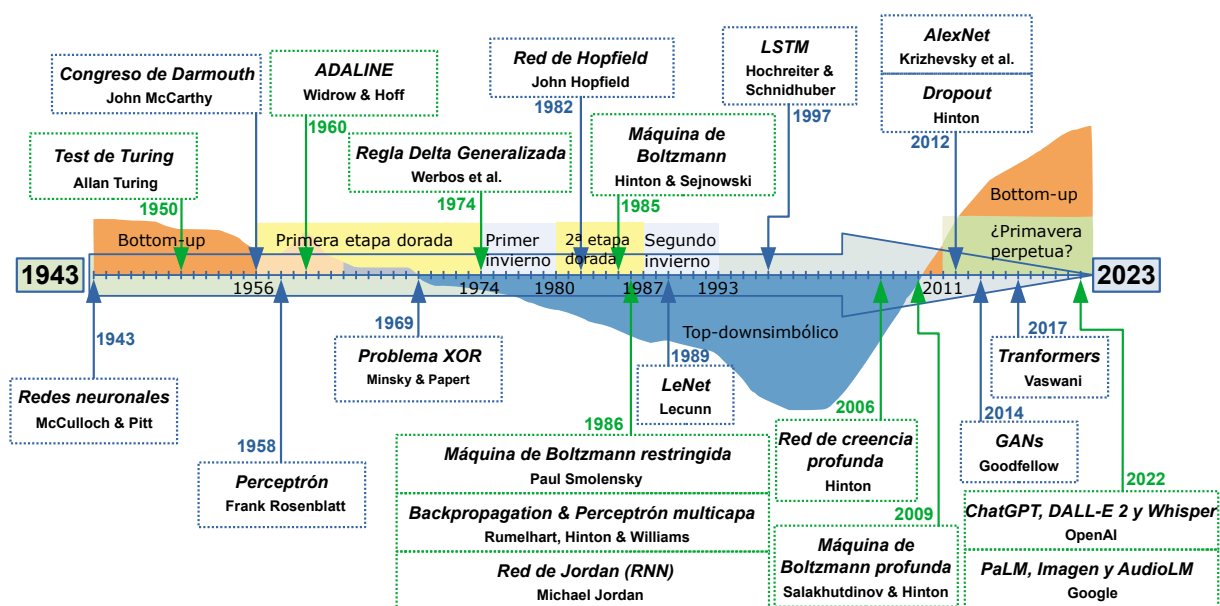 Congreso de Darmouth
John McCarthy
ADALINE
Widrow & Hoff
1960
Red de Hopfield
John Hopfield
1982
LSTM
Hochreiter &
Schnidhuber
1997
AlexNet
Krizhevsky et al.
Dropout
Hinton
2012
Test de Turing
Allan Turing
1950
Regla Delta Generalizada
Werbos et al.
1974
Máquina de
Boltzmann
Hinton & Sejnowski
1985
Bottom-up
Primera etapa dorada
Primer
invierno
2ª etapa
dorada
Segundo
invierno
Bottom-up
¿Primavera
perpetua?
1943
2023
1956
1974
1980
1987
1993
2011
Top-downsimbólico
1943
Redes neuronales
McCulloch & Pitt
1958
Perceptrón
Frank Rosenblatt
1969
Problema XOR
Minsky & Papert
1986
Máquina de Boltzmann restringida
Paul Smolensky
Backpropagation & Perceptrón multicapa
Rumelhart, Hinton & Williams
Red de Jordan (RNN)
Michael Jordan
1989
LeNet
Lecunn
2006
Red de creencia
profunda
Hinton
2009
Máquina de
Boltzmann profunda
Salakhutdinov & Hinton
2014
GANs
Goodfellow
2017
Tranformers
Vaswani
2022
ChatGPT, DALL-E 2 y Whisper
OpenAI
PaLM, Imagen y AudioLM
Google